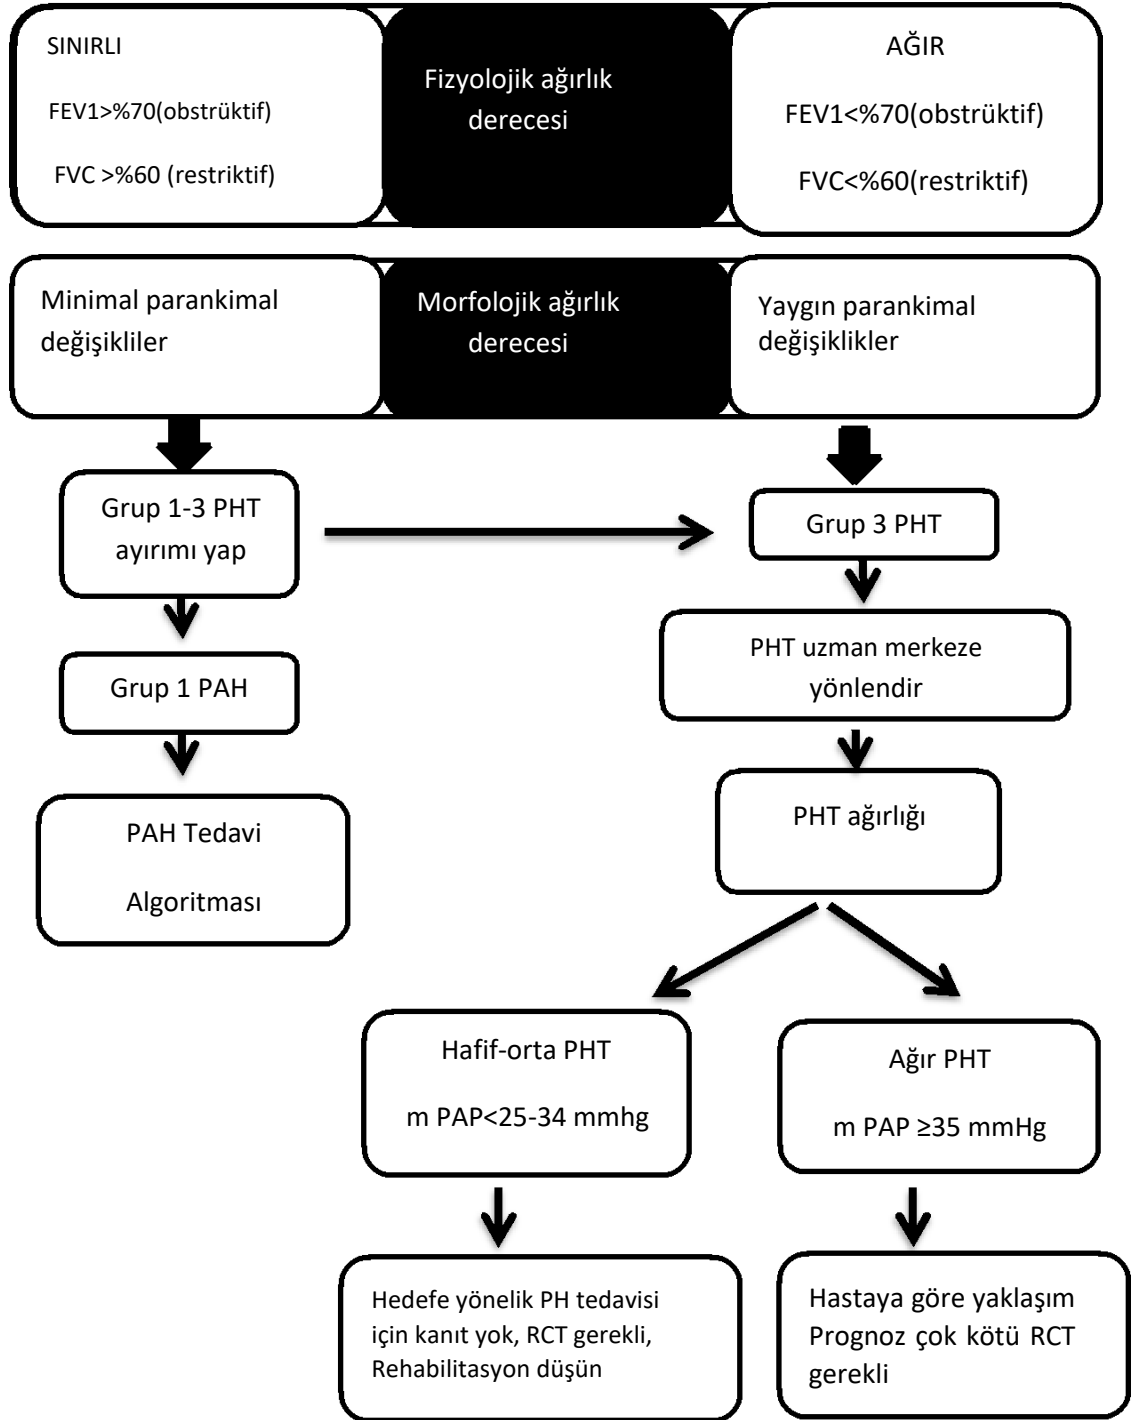 SINIRLI
FEV1>%70(obstrüktif)
FVC >%60 (restriktif)
Fizyolojik ağırlık
derecesi
AĞIR
FEV1<%70(obstrüktif)
FVC<%60(restriktif)
Minimal parankimal
değişikliler
Morfolojik ağırlık
derecesi
Yaygın parankimal
değişiklikler
Grup 1-3 PHT
ayırımı yap
Grup 3 PHT
Grup 1 PAH
PHT uzman merkeze
yönlendir
PAH Tedavi
Algoritması
PHT ağırlığı
Hafif-orta PHT
m PAP<25-34 mmhg
Ağır PHT
m PAP ≥35 mmHg
Hedefe yönelik PH tedavisi
için kanıt yok, RCT gerekli,
Rehabilitasyon düşün
Hastaya göre yaklaşım
Prognoz çok kötü RCT
gerekli